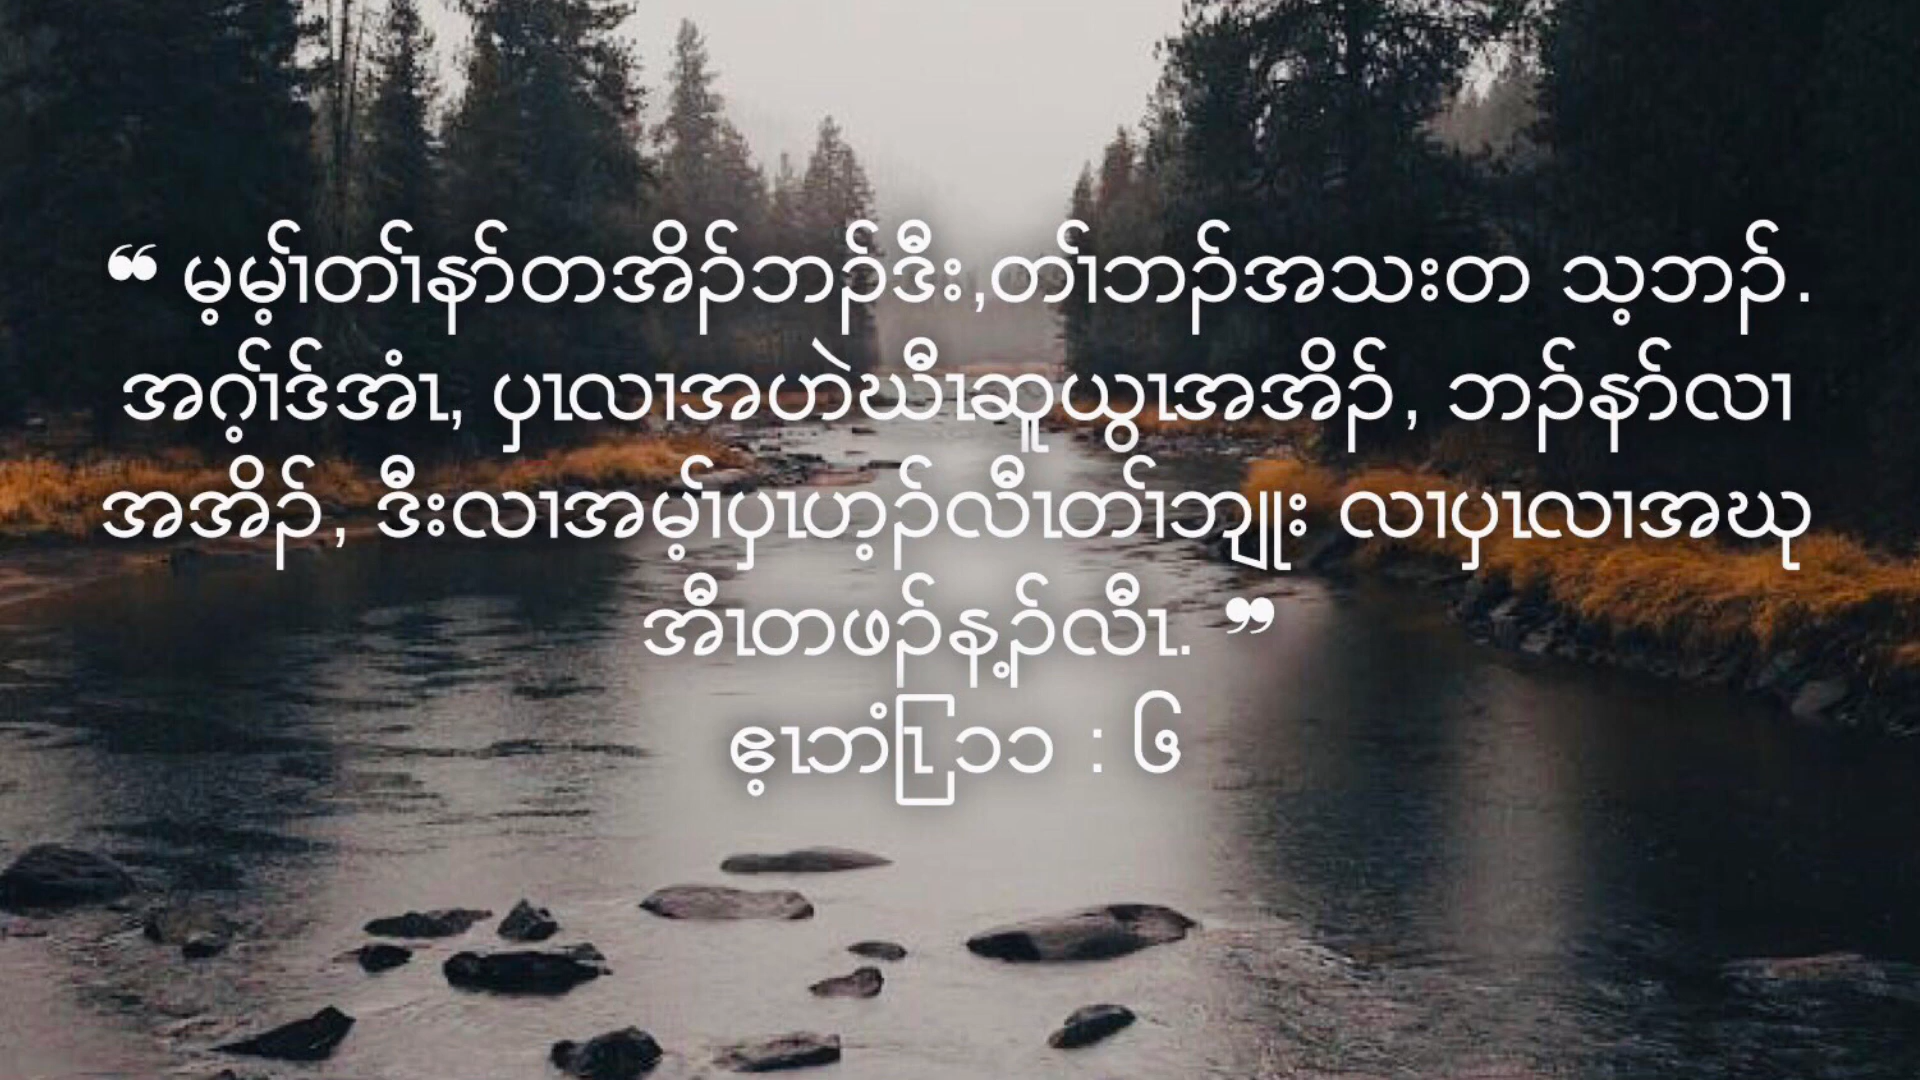 ❝ မ့မ့ၢ်တၢ်နာ်တအိၣ်ဘၣ်ဒီး,တၢ်ဘၣ်အသးတ သ့ဘၣ်.
အဂ့ၢ်ဒ်အံၤ, ပှၤလၢအဟဲဃီၤဆူယွၤအအိၣ်, ဘၣ်နာ်လၢ
အအိၣ်, ဒီးလၢအမ့ၢ်ပှၤဟ့ၣ်လီၤတၢ်ဘျုး လၢပှၤလၢအဃု
အီၤတဖၣ်န့ၣ်လီၤ. ❞
ဧ့ၤဘံြၤ ၁၁ : ၆